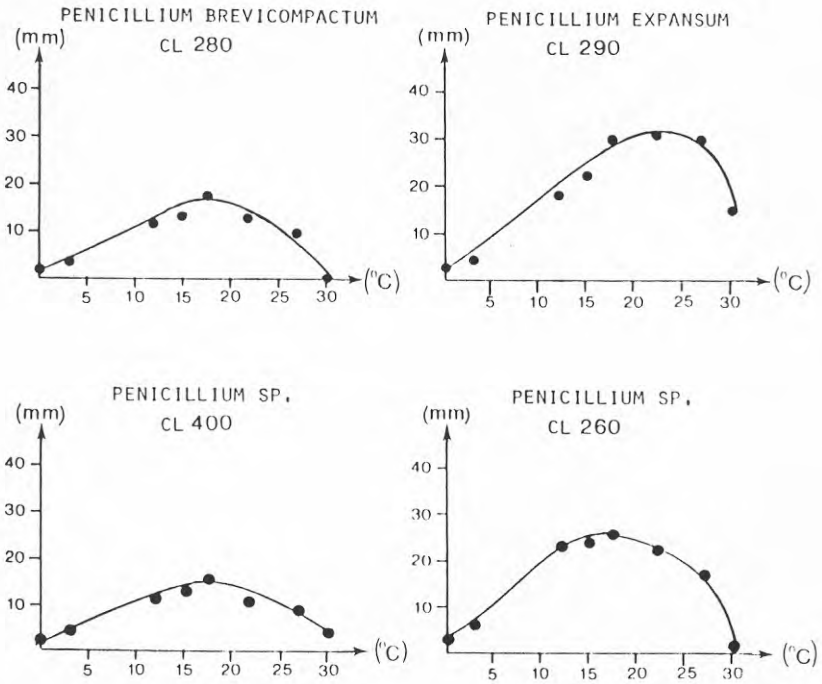 PENICILLIUM BREVICOMPACTUM
CL 280
(mm)
40
30
20
10
5 10 15 20 25 30 (°C)
PENICILLIUM EXPANSUM
CL 290
(mm)
40
30
20
10
5 10 15 20 25 30 (°C)
PENICILLIUM SP.
CL 400
(mm)
40
30
20
10
5 10 15 20 25 30 (°C)
PENICILLIUM SP.
CL 260
(mm)
40
30
20
10
5 10 15 20 25 30 (°C)